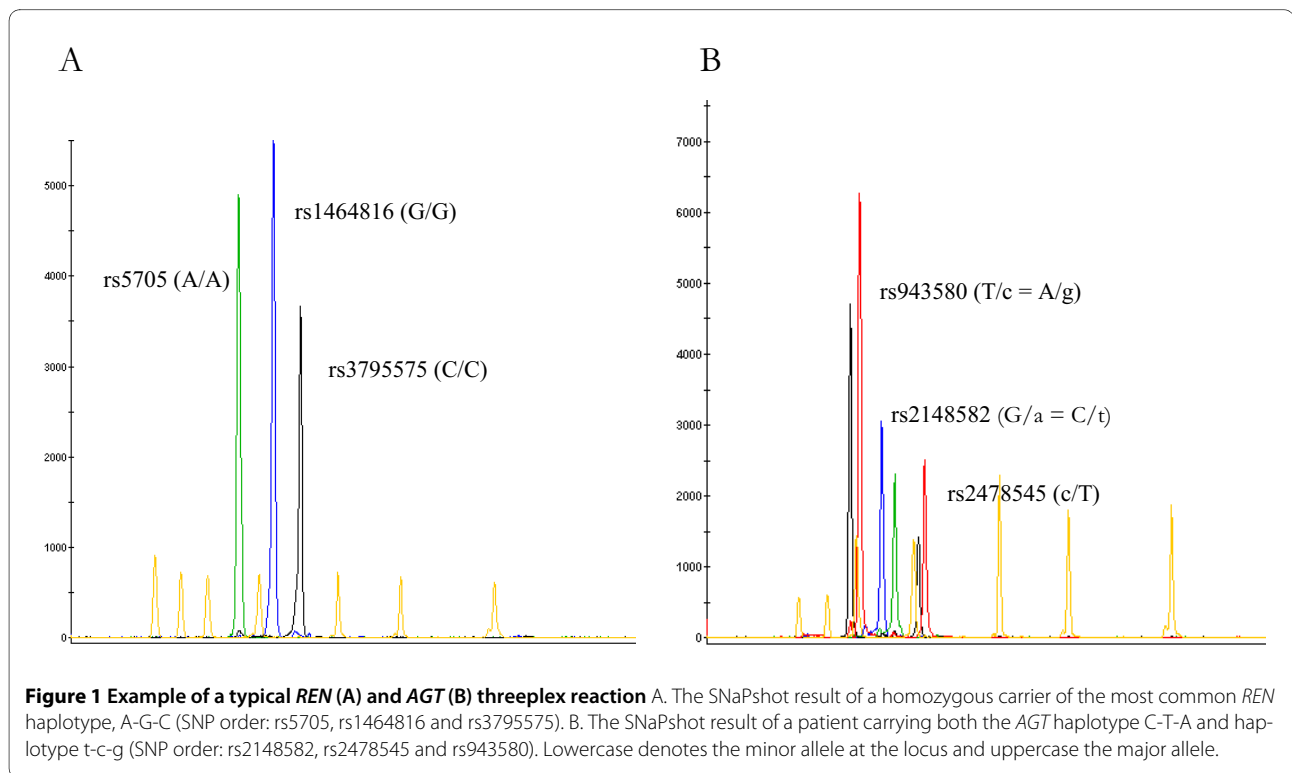 A
5000
4000
3000
2000
1000
0
rs5705 (A/A)
rs1464816 (G/G)
rs3795575 (C/C)
B
7000
6000
5000
4000
3000
2000
1000
0
rs943580 (T/c = A/g)
rs2148582 (G/a = C/t)
rs2478545 (c/T)
Figure 1 Example of a typical REN (A) and AGT (B) threeplex reaction A. The SNaPshot result of a homozygous carrier of the most common REN
haplotype, A-G-C (SNP order: rs5705, rs1464816 and rs3795575). B. The SNaPshot result of a patient carrying both the AGT haplotype C-T-A and hap-
lotype t-c-g (SNP order: rs2148582, rs2478545 and rs943580). Lowercase denotes the minor allele at the locus and uppercase the major allele.